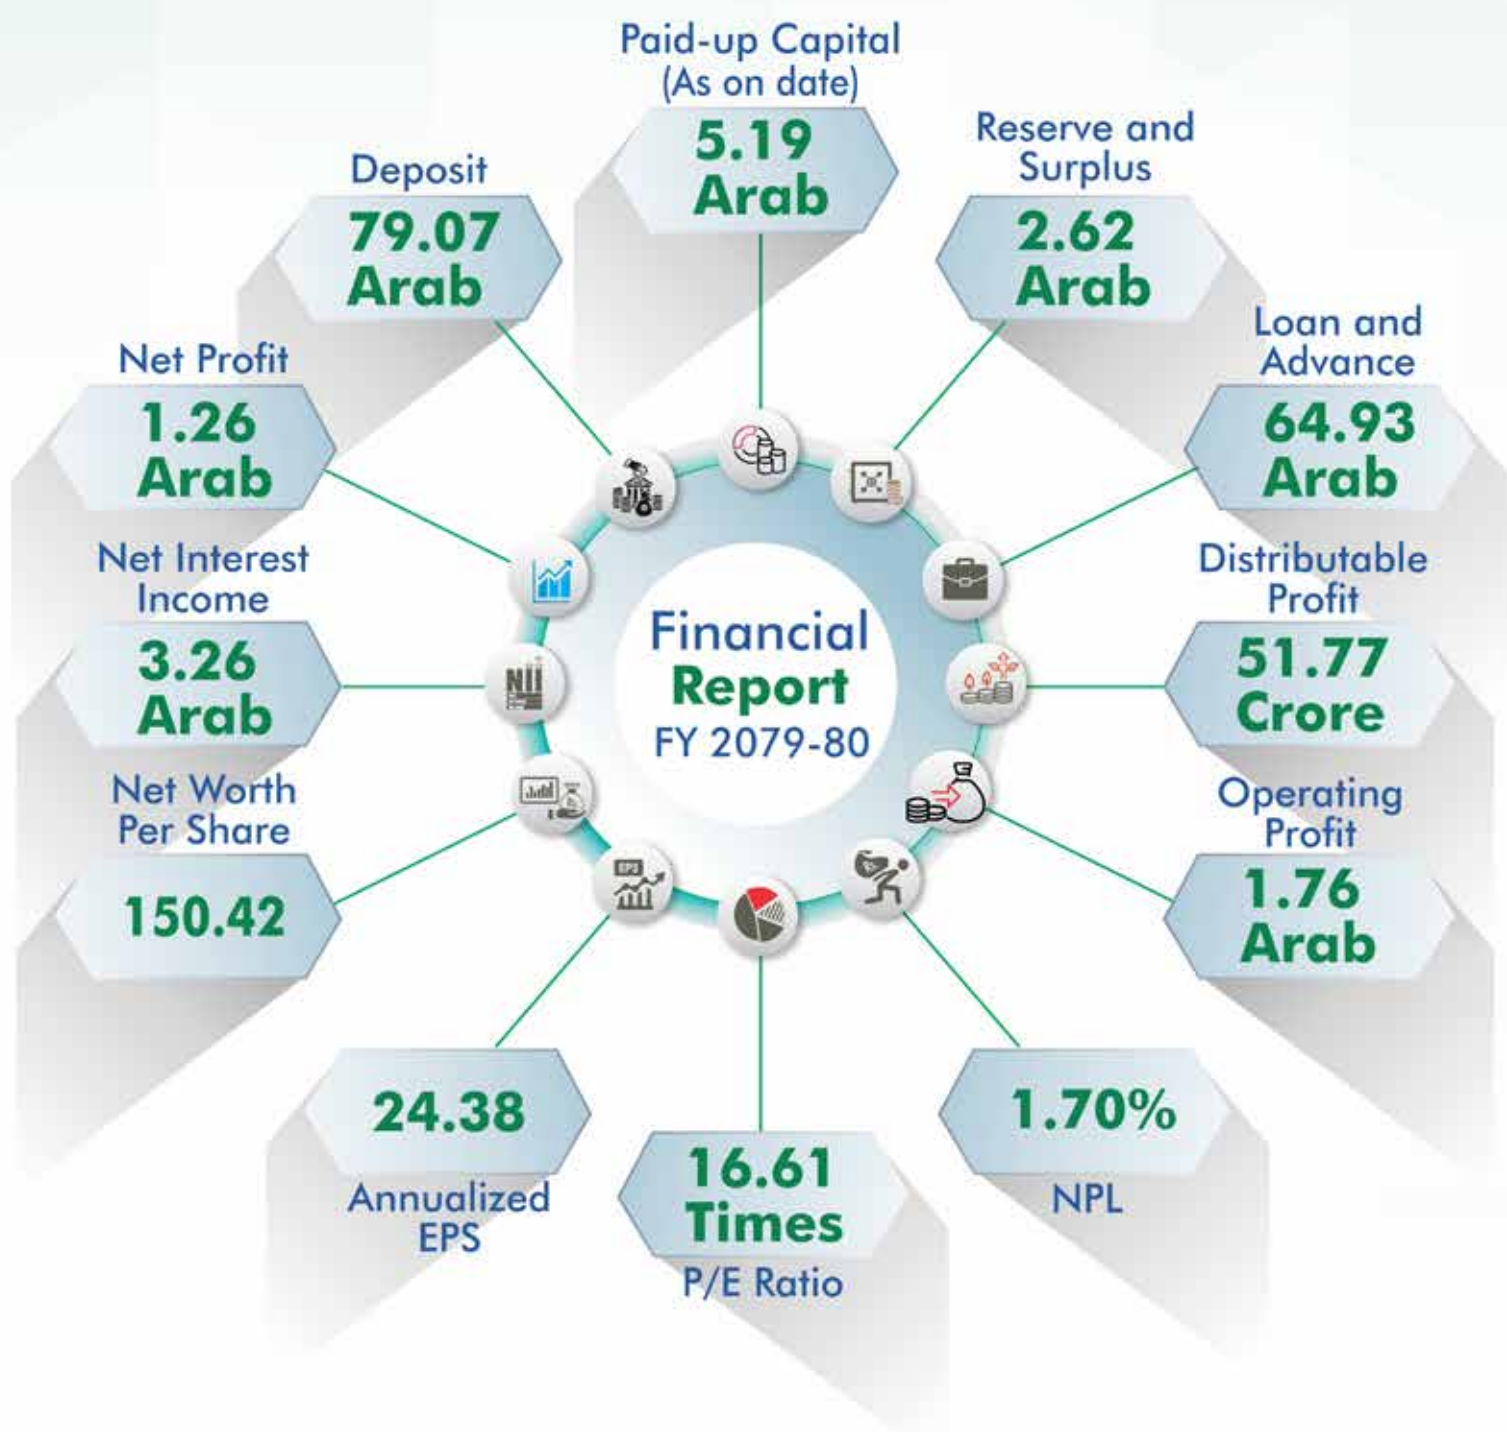 Paid-up Capital
(As on date)
5.19
Arab
Reserve and
Surplus
2.62
Arab
Loan and
Advance
64.93
Arab
Distributable
Profit
51.77
Crore
Operating
Profit
1.76
Arab
1.70%
NPL
16.61
Times
P/E Ratio
24.38
Annualized
EPS
Net Worth
Per Share
150.42
Net Interest
Income
3.26
Arab
Net Profit
1.26
Arab
Deposit
79.07
Arab
NII
EPS
Financial
Report
FY 2079-80